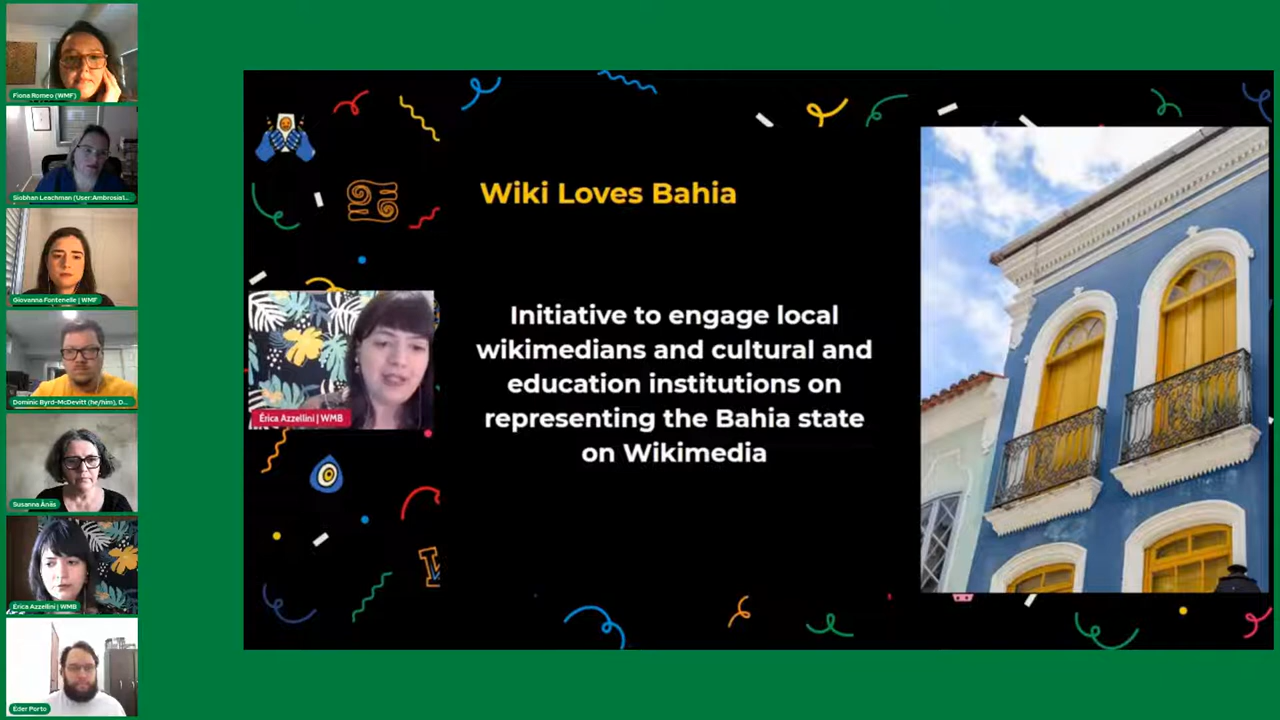 Fiona Romeo (WMF)
Siobhan Leachman (User:Ambrosia1...
Giovanna Fontenelle | WMF
Dominic Byrd-McDevitt (he/him), D...
Susanna Ånäs
Érica Azzellini | WMB
Éder Porto
Wiki Loves Bahia
Érica Azzellini | WMB
Initiative to engage local
wikimedians and cultural and
education institutions on
representing the Bahia state
on Wikimedia